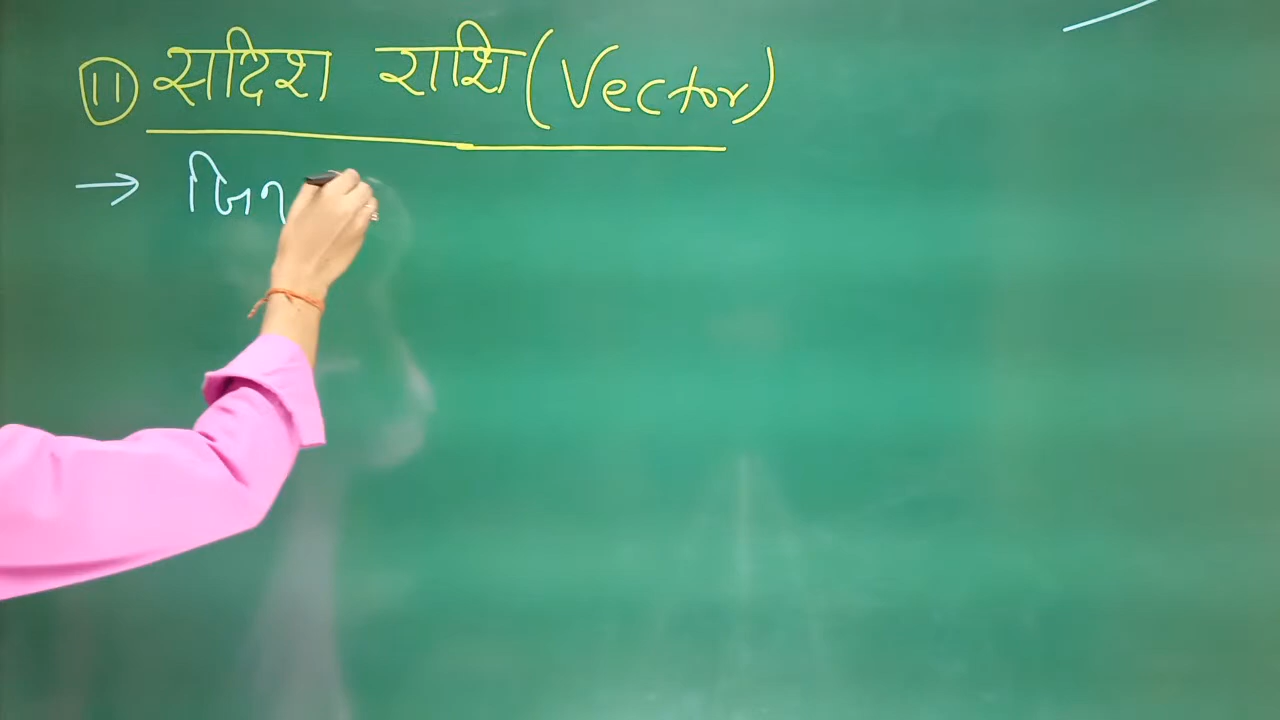 (11) सदिश राशि (Vector)
→ जिन